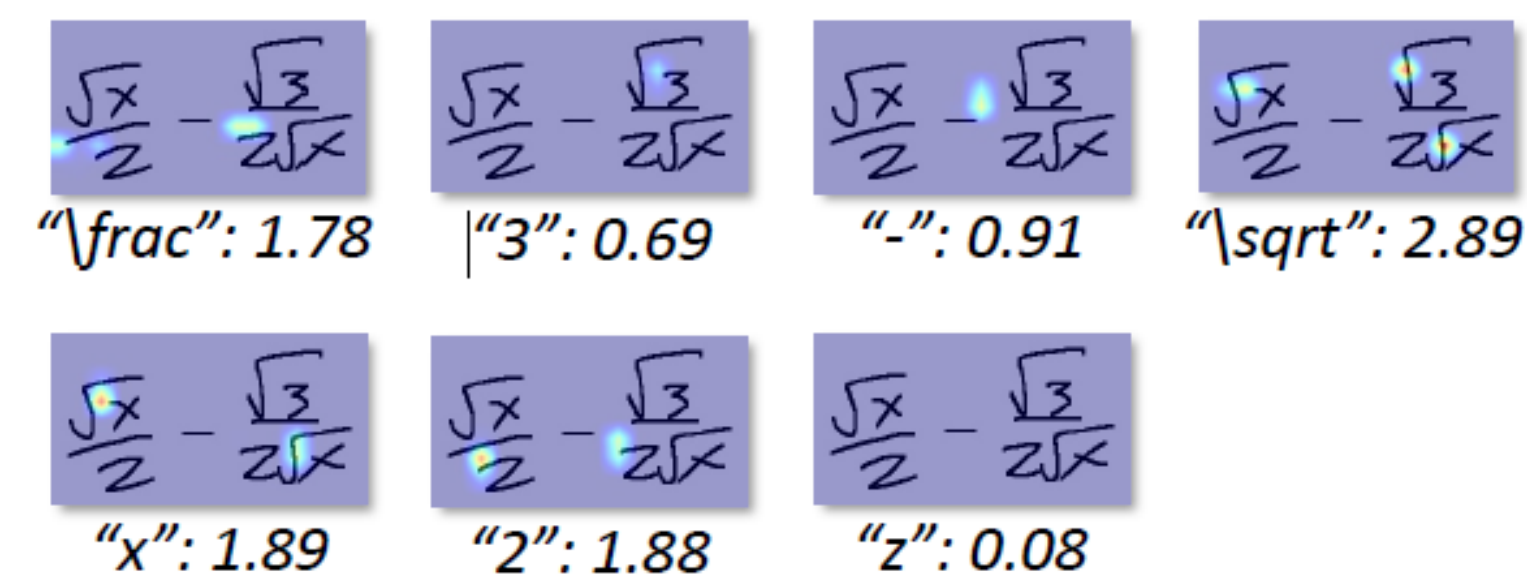 √x/2 − √3/2√x √x/2 − √3/2√x √x/2 − √3/2√x √x/2 − √3/2√x
“\frac”: 1.78 “3”: 0.69 “-”: 0.91 “\sqrt”: 2.89
√x/2 − √3/2√x √x/2 − √3/2√x √x/2 − √3/2√x
“x”: 1.89 “2”: 1.88 “z”: 0.08